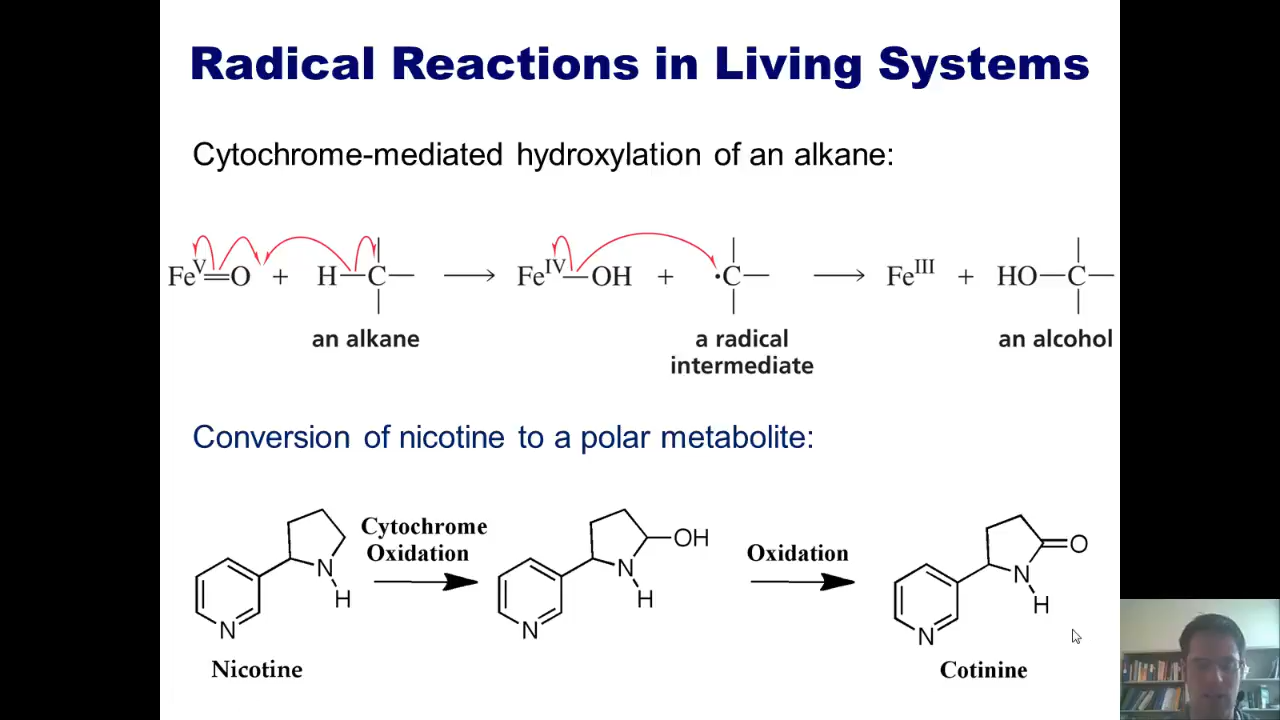 Radical Reactions in Living Systems
Cytochrome-mediated hydroxylation of an alkane:
Fe^V=O + H—C— ⟶ Fe^IV—OH + ·C— ⟶ Fe^III + HO—C—
an alkane
a radical
intermediate
an alcohol
Conversion of nicotine to a polar metabolite:
Cytochrome
Oxidation
Oxidation
N
H
N
OH
N
H
N
O
N
H
N
Nicotine
Cotinine